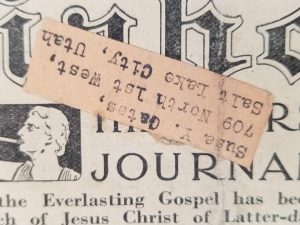 Susa Y. Gates,
709 North 1st West,
Salt Lake City, Utah
JOURNA
the Everlasting Gospel has bee
ch of Jesus Christ of Latter-da